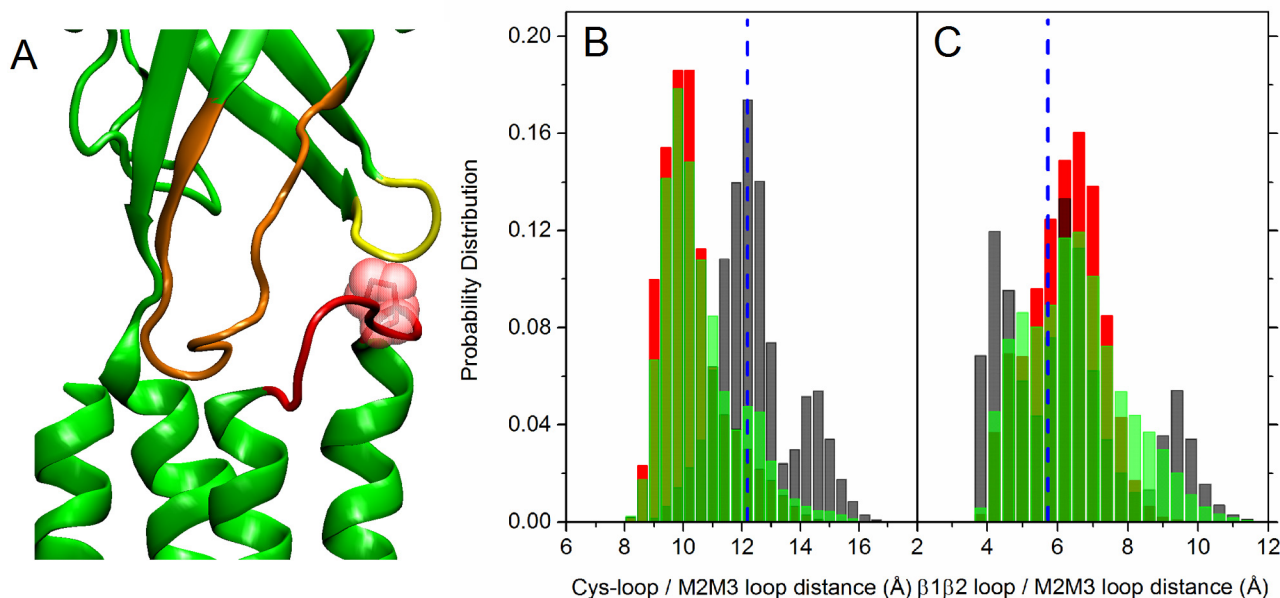 A
B
C
Probability Distribution
0.20
0.16
0.12
0.08
0.04
0.00
6 8 10 12 14 16 2 4 6 8 10 12
Cys-loop / M2M3 loop distance (Å) β1β2 loop / M2M3 loop distance (Å)